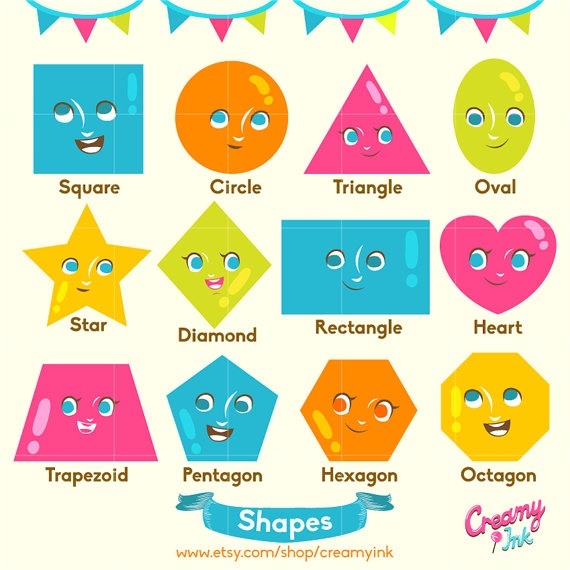 Square Circle Triangle Oval
Star Diamond Rectangle Heart
Trapezoid Pentagon Hexagon Octagon
Shapes
www.etsy.com/shop/creamyink
Creamy
Ink